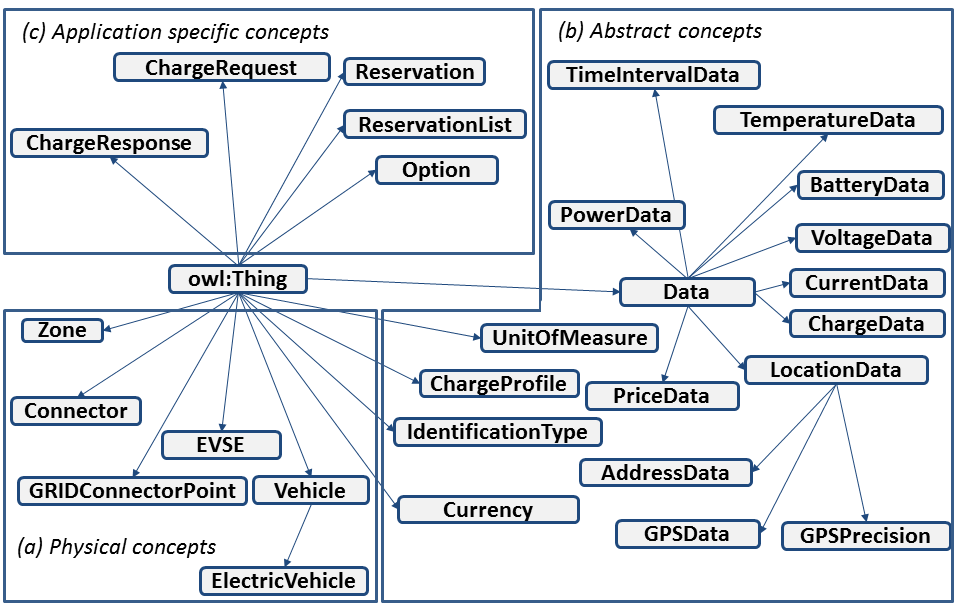 (c) Application specific concepts
ChargeRequest
Reservation
ReservationList
ChargeResponse
Option
owl:Thing
(b) Abstract concepts
TimeIntervalData
TemperatureData
BatteryData
PowerData
VoltageData
CurrentData
Data
ChargeData
UnitOfMeasure
LocationData
ChargeProfile
PriceData
IdentificationType
AddressData
Currency
GPSData
GPSPrecision
Zone
Connector
EVSE
GRIDConnectorPoint
Vehicle
(a) Physical concepts
ElectricVehicle